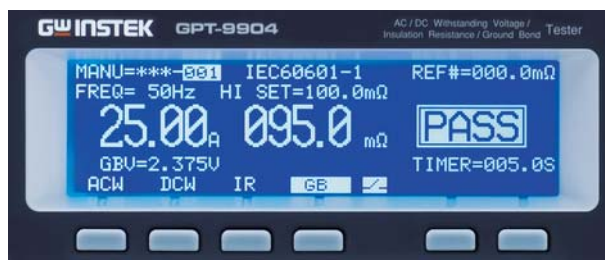 GW INSTEK GPT-9904 AC / DC Withstanding Voltage /
Insulation Resistance / Ground Bond Tester
MANU=***-001 IEC60601-1 REF#=000.0mΩ
FREQ= 50Hz HI SET=100.0mΩ
25.00A 095.0 mΩ PASS
GBV=2.375V TIMER=005.0S
ACW DCW IR GB